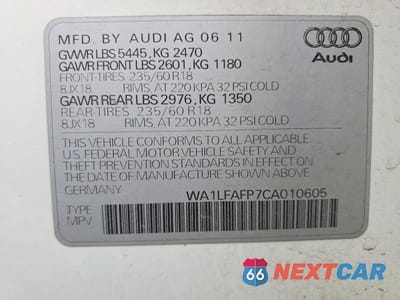 MFD. BY AUDI AG 06 11
GVWR LBS 5445, KG 2470
GAWR FRONT LBS 2601, KG 1180
FRONT-TIRES 235/60 R18
8JX18 RIMS, AT 220 KPA 32 PSI COLD
GAWR REAR LBS 2976, KG 1350
REAR-TIRES 235/60 R18
8JX18 RIMS, AT 220 KPA 32 PSI COLD
Audi
THIS VEHICLE CONFORMS TO ALL APPLICABLE
U.S. FEDERAL MOTOR VEHICLE SAFETY AND
THEFT PREVENTION STANDARDS IN EFFECT ON
THE DATE OF MANUFACTURE SHOWN ABOVE.
GERMANY WA1LFAFP7CA010605
TYPE
MPV
66 NEXTCAR